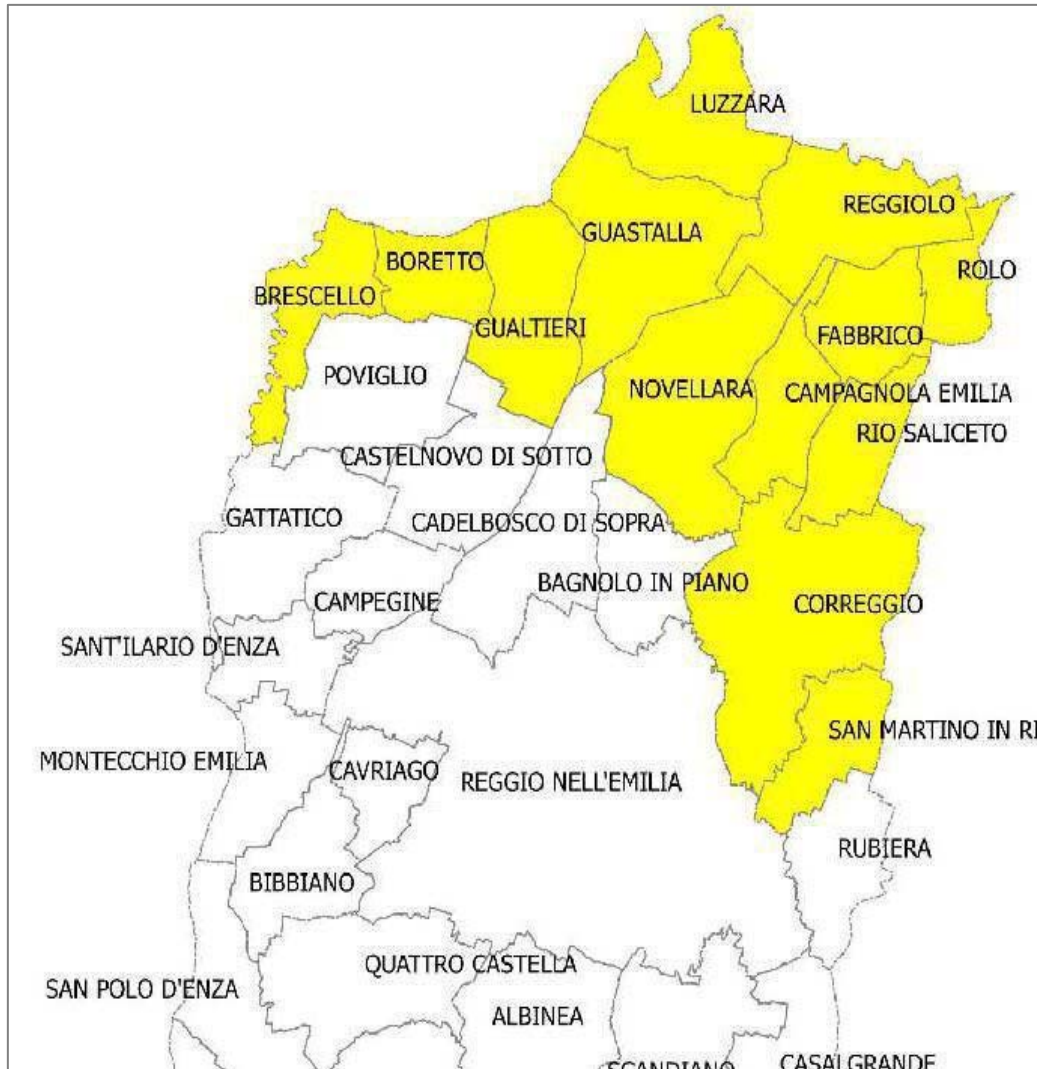 LUZZARA
REGGIOLO
GUASTALLA
BORETTO
ROLO
BRESCELLO
GUALTIERI
FABBRICO
POVIGLIO
NOVELLARA
CAMPAGNOLA EMILIA
RIO SALICETO
CASTELNOVO DI SOTTO
GATTATICO
CADELBOSCO DI SOPRA
BAGNOLO IN PIANO
CAMPEGINE
CORREGGIO
SANT'ILARIO D'ENZA
SAN MARTINO IN RI
MONTECCHIO EMILIA
CAVRIAGO
REGGIO NELL'EMILIA
RUBIERA
BIBBIANO
QUATTRO CASTELLA
SAN POLO D'ENZA
ALBINEA
SCANDIANO
CASALGRANDE